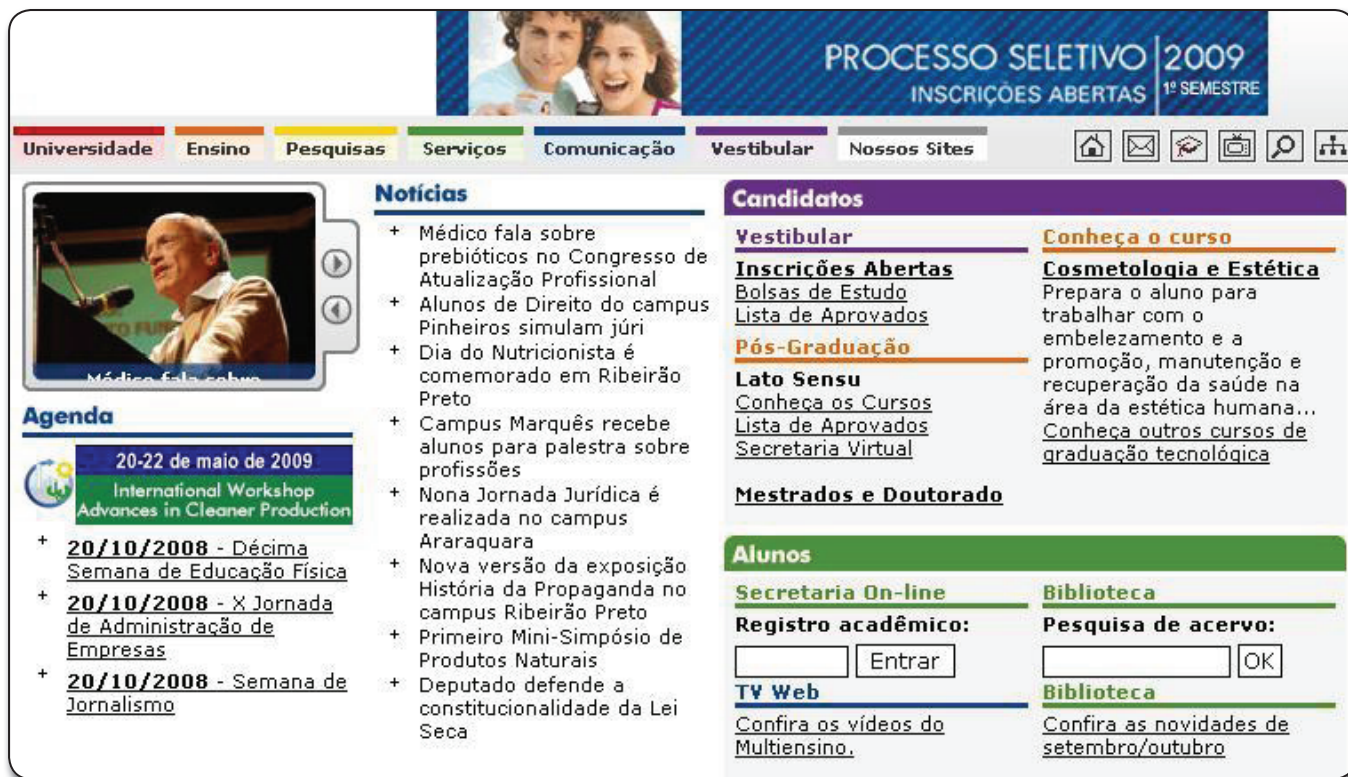 PROCESSO SELETIVO 2009
INSCRIÇÕES ABERTAS 1º SEMESTRE
Universidade Ensino Pesquisas Serviços Comunicação Vestibular Nossos Sites
Médico fala sobre
Agenda
20-22 de maio de 2009
International Workshop
Advances in Cleaner Production
+ 20/10/2008 - Décima
Semana de Educação Física
+ 20/10/2008 - X Jornada
de Administração de
Empresas
+ 20/10/2008 - Semana de
Jornalismo
Notícias
+ Médico fala sobre
prebióticos no Congresso de
Atualização Profissional
+ Alunos de Direito do campus
Pinheiros simulam júri
+ Dia do Nutricionista é
comemorado em Ribeirão
Preto
+ Campus Marquês recebe
alunos para palestra sobre
profissões
+ Nona Jornada Jurídica é
realizada no campus
Araraquara
+ Nova versão da exposição
História da Propaganda no
campus Ribeirão Preto
+ Primeiro Mini-Simpósio de
Produtos Naturais
+ Deputado defende a
constitucionalidade da Lei
Seca
Candidatos
Vestibular
Inscrições Abertas
Bolsas de Estudo
Lista de Aprovados
Pós-Graduação
Lato Sensu
Conheça os Cursos
Lista de Aprovados
Secretaria Virtual
Mestrados e Doutorado
Conheça o curso
Cosmetologia e Estética
Prepara o aluno para
trabalhar com o
embelezamento e a
promoção, manutenção e
recuperação da saúde na
área da estética humana...
Conheça outros cursos de
graduação tecnológica
Alunos
Secretaria On-line
Registro acadêmico:
Entrar
TV Web
Confira os vídeos do
Multiensino.
Biblioteca
Pesquisa de acervo:
OK
Biblioteca
Confira as novidades de
setembro/outubro